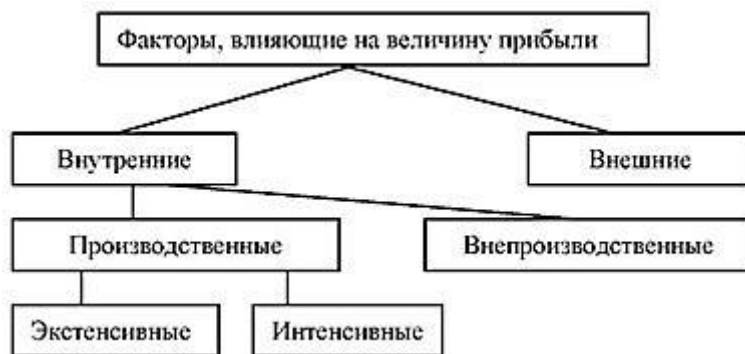 Факторы, влияющие на величину прибыли
Внутренние
Внешние
Производственные
Внепроизводственные
Экстенсивные
Интенсивные